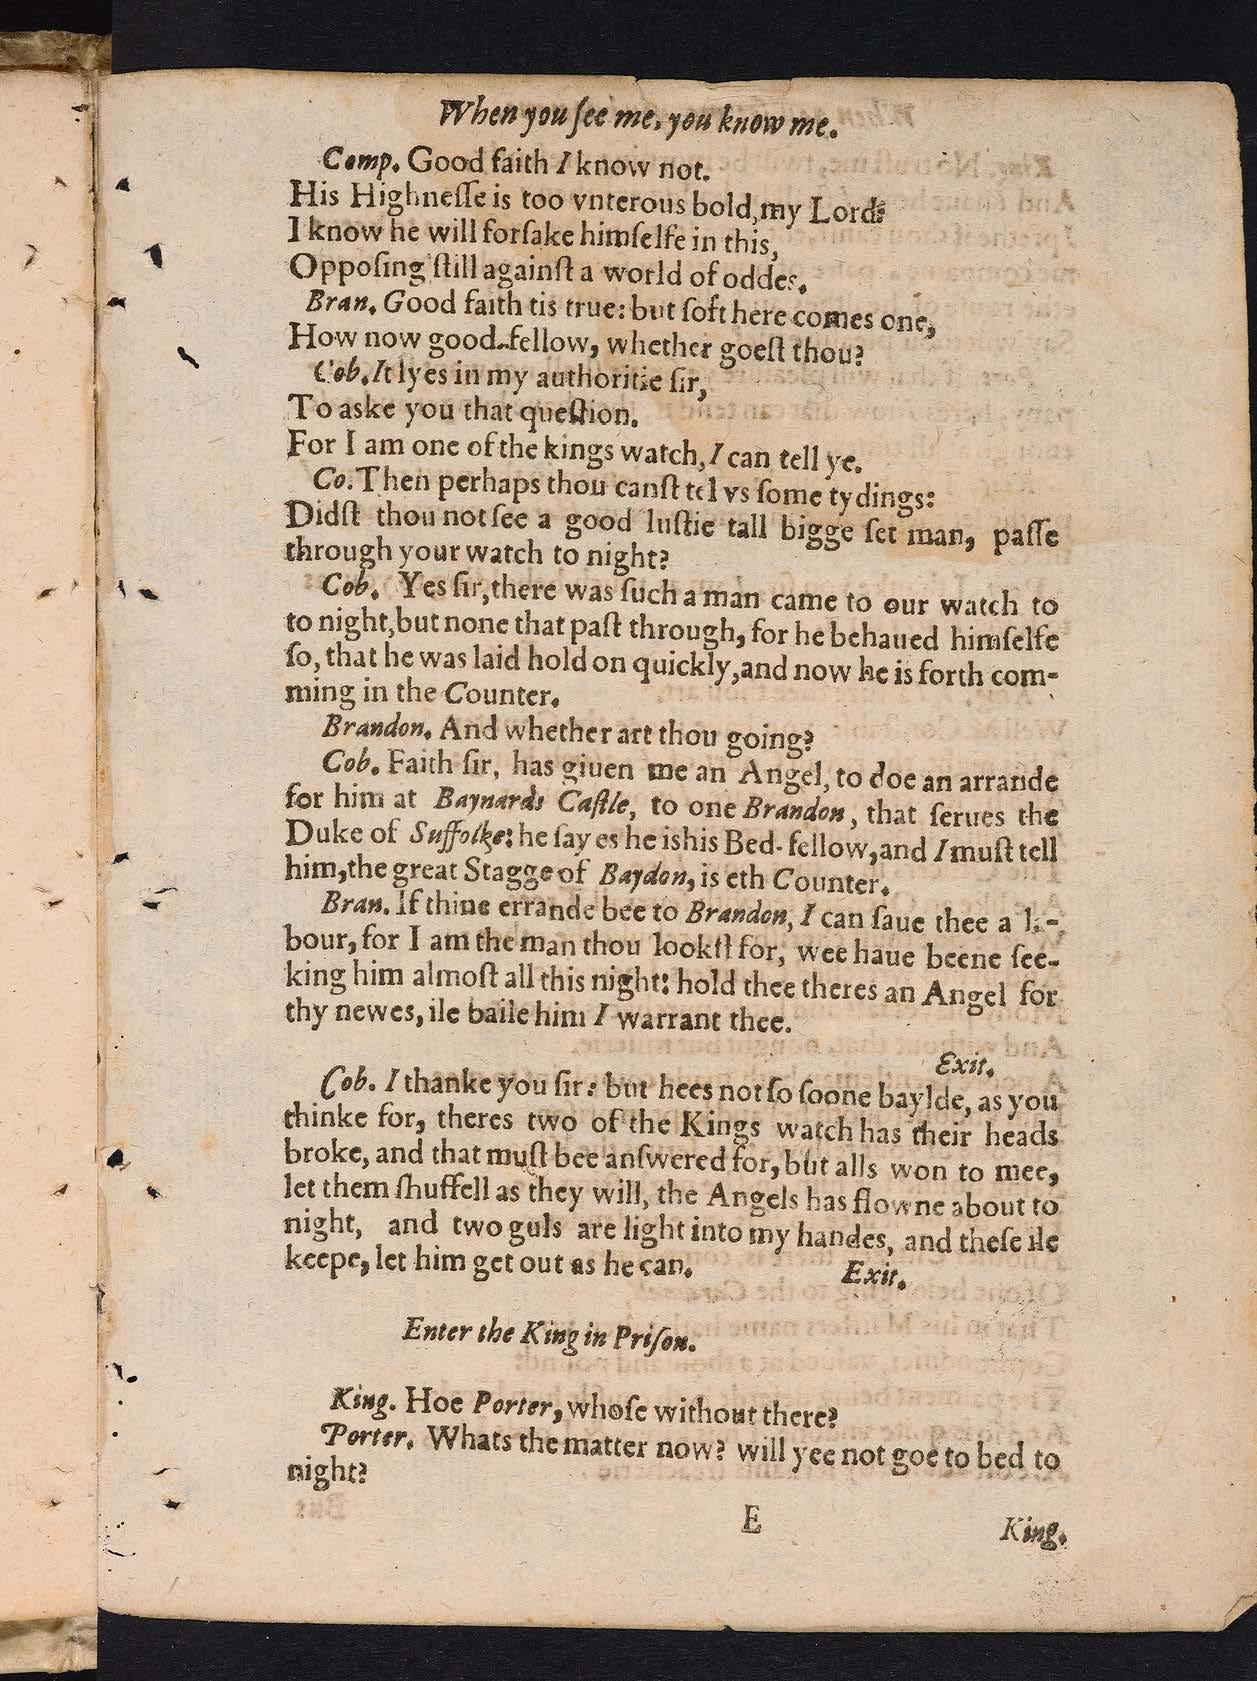 When you ſee me, you know me.
Comp. Good faith I know not.
His Highneſſe is too vnterous bold, my Lord:
I know he will forſake himſelfe in this,
Oppoſing ſtill againſt a world of oddes.
Bran. Good faith tis true: but ſoft here comes one,
How now good-fellow, whether goeſt thou?
Cob. It lyes in my authoritie ſir,
To aske you that queſtion.
For I am one of the kings watch, I can tell ye.
Co. Then perhaps thou canſt tel vs ſome tydings:
Didſt thou not ſee a good luſtie tall bigge ſet man, paſſe
through your watch to night?
Cob. Yes ſir, there was ſuch a man came to our watch to
to night, but none that paſt through, for he behaued himſelfe
ſo, that he was laid hold on quickly, and now he is forth com-
ming in the Counter.
Brandon. And whether art thou going?
Cob. Faith ſir, has giuen me an Angel, to doe an arrande
for him at Baynards Caſtle, to one Brandon, that ſerues the
Duke of Suffolke: he ſayes he ishis Bed-fellow, and I muſt tell
him, the great Stagge of Baydon, is eth Counter.
Bran. If thine errande bee to Brandon, I can ſaue thee a la-
bour, for I am the man thou lookſt for, wee haue beene ſee-
king him almoſt all this night: hold thee theres an Angel for
thy newes, ile baile him I warrant thee.
Exit.
Cob. I thanke you ſir: but hees not ſo ſoone baylde, as you
thinke for, theres two of the Kings watch has their heads
broke, and that muſt bee anſwered for, but alls won to mee,
let them ſhuffell as they will, the Angels has flowne about to
night, and two guls are light into my handes, and theſe ile
keepe, let him get out as he can. Exit.
Enter the King in Priſon.
King. Hoe Porter, whoſe without there?
Porter. Whats the matter now? will yee not goe to bed to
night?
E King.